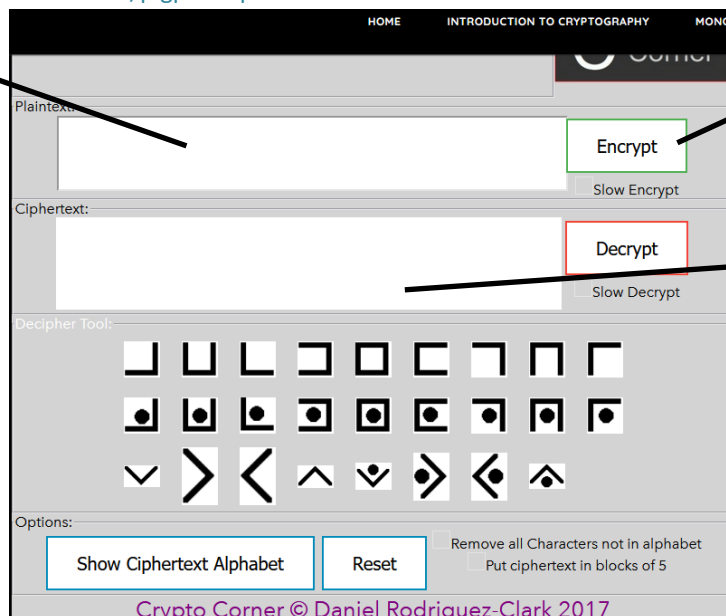 HOME INTRODUCTION TO CRYPTOGRAPHY
Plaintext:
Encrypt
Slow Encrypt
Ciphertext:
Decrypt
Slow Decrypt
Decipher Tool:
Options:
Show Ciphertext Alphabet
Reset
Remove all Characters not in alphabet
Put ciphertext in blocks of 5
Crypto Corner © Daniel Rodriguez-Clark 2017